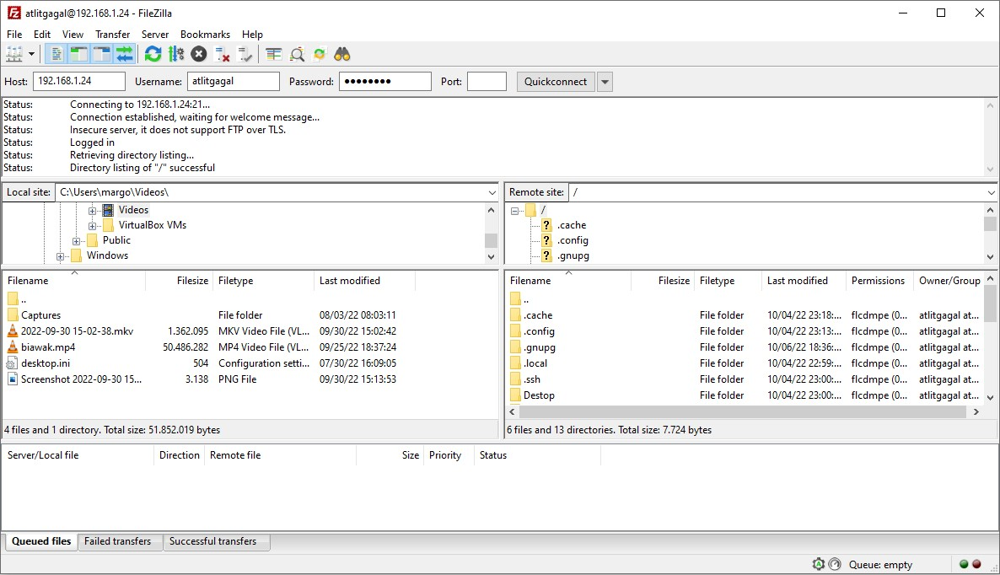 atlitgagal@192.168.1.24 - FileZilla
File Edit View Transfer Server Bookmarks Help
Host: 192.168.1.24 Username: atlitgagal Password: ●●●●●●●● Port: Quickconnect
Status: Connecting to 192.168.1.24:21...
Status: Connection established, waiting for welcome message...
Status: Insecure server, it does not support FTP over TLS.
Status: Logged in
Status: Retrieving directory listing...
Status: Directory listing of "/" successful
Local site: C:\Users\margo\Videos\
Videos
VirtualBox VMs
Public
Windows
Remote site: /
/
? .cache
? .config
? .gnupg
Filename Filesize Filetype Last modified
..
Captures File folder 08/03/22 08:03:11
2022-09-30 15-02-38.mkv 1.362.095 MKV Video File (VL... 09/30/22 15:02:42
biawak.mp4 50.486.282 MP4 Video File (VL... 09/25/22 18:37:24
desktop.ini 504 Configuration setti... 07/30/22 16:09:05
Screenshot 2022-09-30 15... 3.138 PNG File 09/30/22 15:13:53
4 files and 1 directory. Total size: 51.852.019 bytes
Filename Filesize Filetype Last modified Permissions Owner/Group
..
.cache File folder 10/04/22 23:18:... flcdmpe (0... atlitgagal at...
.config File folder 10/04/22 23:13:... flcdmpe (0... atlitgagal at...
.gnupg File folder 10/06/22 18:36:... flcdmpe (0... atlitgagal at...
.local File folder 10/04/22 22:59:... flcdmpe (0... atlitgagal at...
.ssh File folder 10/04/22 23:00:... flcdmpe (0... atlitgagal at...
Destop File folder 10/04/22 23:00:... flcdmpe (0... atlitgagal at...
6 files and 13 directories. Total size: 7.724 bytes
Server/Local file Direction Remote file Size Priority Status
Queued files Failed transfers Successful transfers
Queue: empty